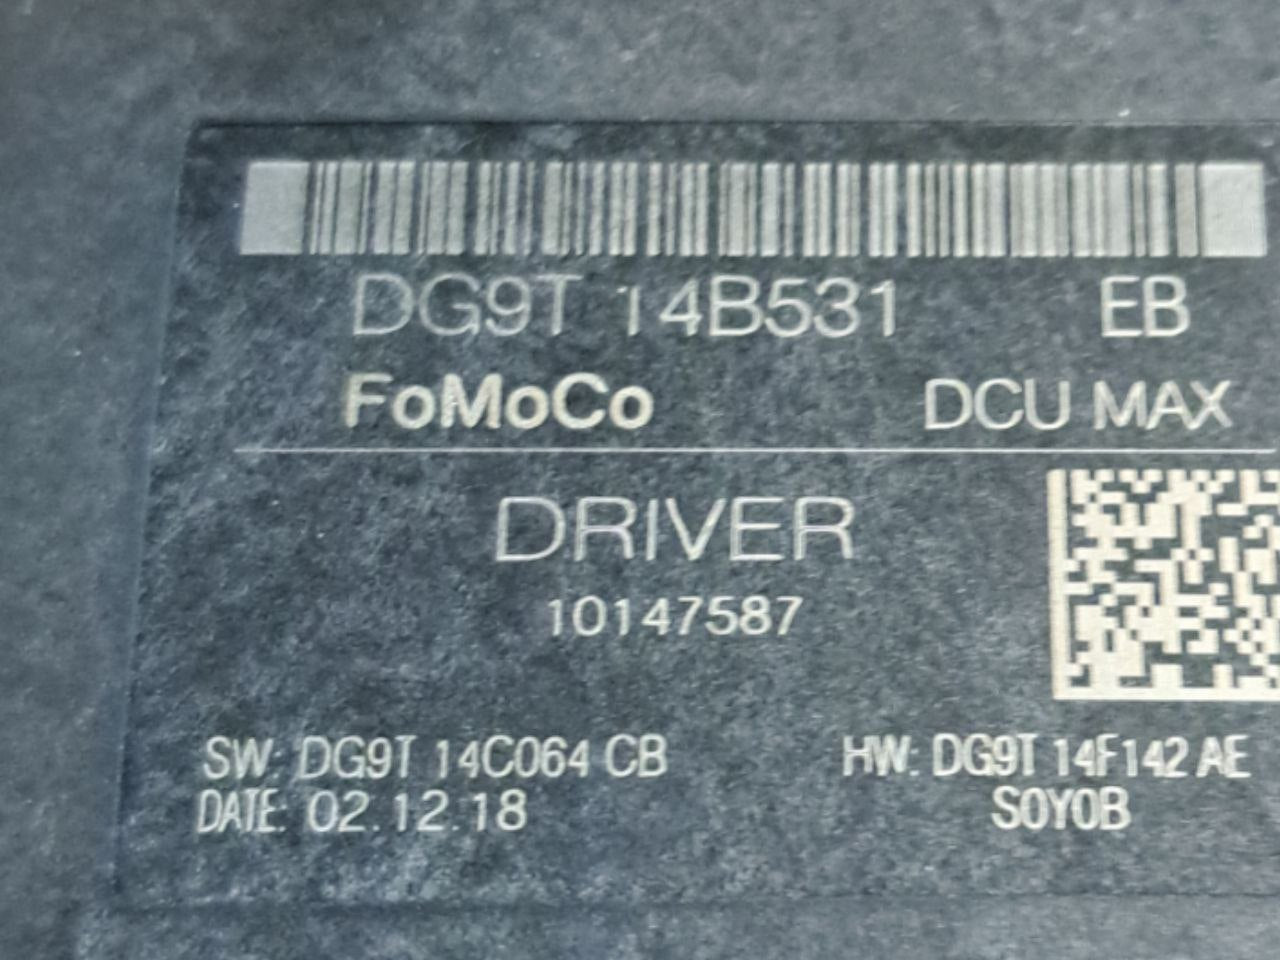 DG9T 14B531 EB
FoMoCo DCU MAX
DRIVER
10147587
SW: DG9T 14C064 CB HW: DG9T 14F142 AE
DATE: 02.12.18 S0Y0B